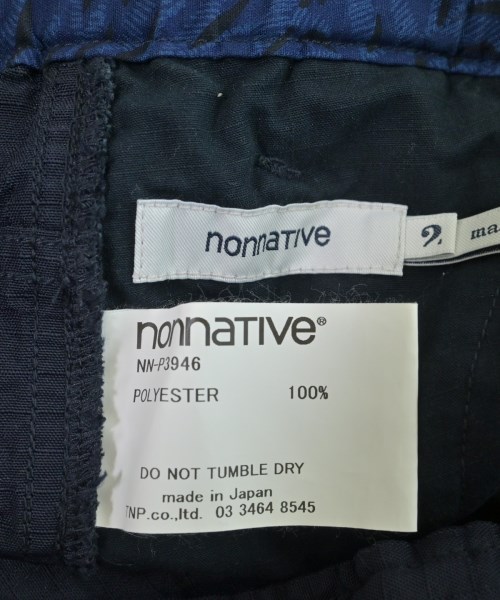 nonnative
2
ma
nonnative®
NN-P3946
POLYESTER 100%
DO NOT TUMBLE DRY
made in Japan
TNP.co.,ltd. 03 3464 8545